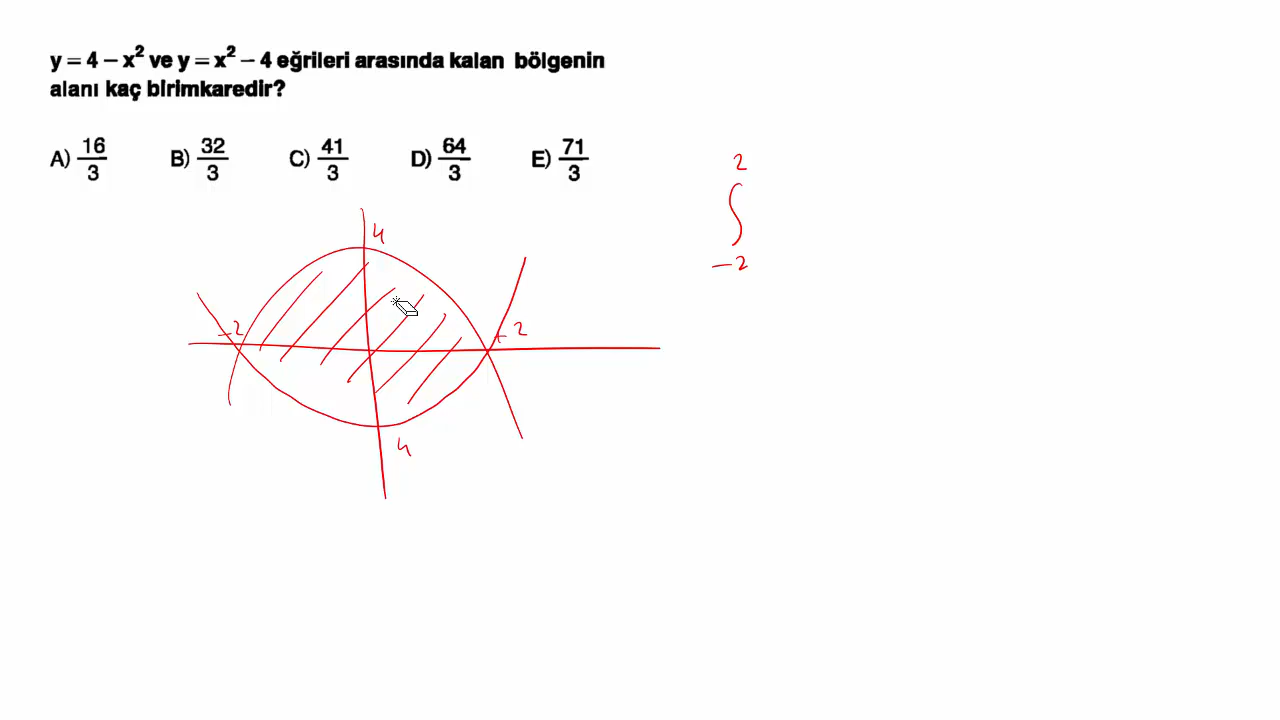 y = 4 − x² ve y = x² − 4 eğrileri arasında kalan bölgenin
alanı kaç birimkaredir?
A) 16/3 B) 32/3 C) 41/3 D) 64/3 E) 71/3
2
∫
−2
4
−2
+2
4